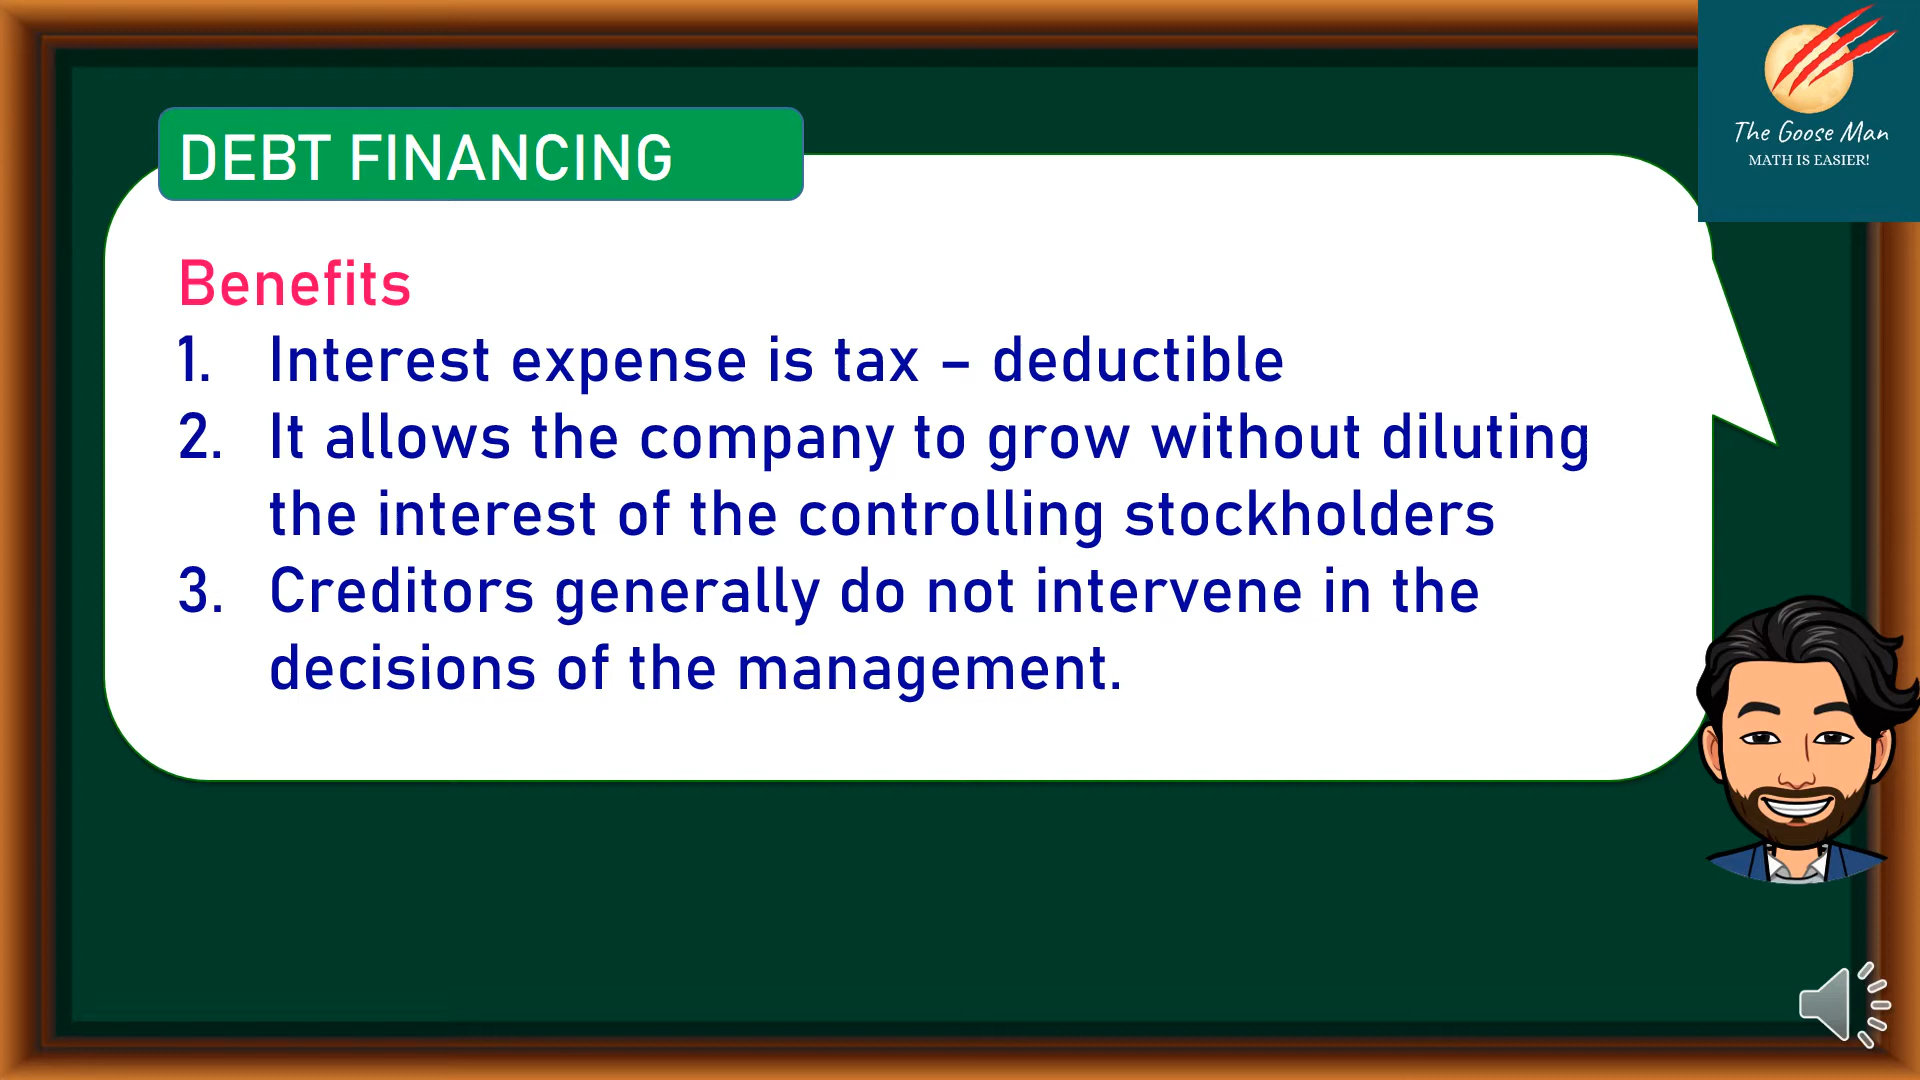 The Goose Man
MATH IS EASIER!
DEBT FINANCING
Benefits
1. Interest expense is tax – deductible
2. It allows the company to grow without diluting
the interest of the controlling stockholders
3. Creditors generally do not intervene in the
decisions of the management.